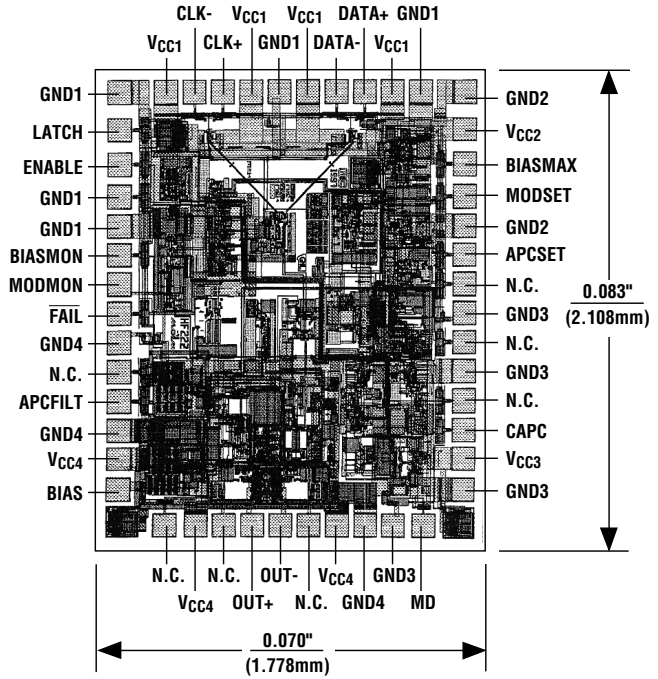 CLK- VCC1 VCC1 DATA+ GND1
VCC1 CLK+ GND1 DATA- VCC1
GND1
LATCH
ENABLE
GND1
GND1
BIASMON
MODMON
FAIL
GND4
N.C.
APCFILT
GND4
VCC4
BIAS
GND2
VCC2
BIASMAX
MODSET
GND2
APCSET
N.C.
GND3
N.C.
GND3
N.C.
CAPC
VCC3
GND3
0.083"
(2.108mm)
HF22
N.C. N.C. OUT- VCC4 GND3
VCC4 OUT+ N.C. GND4 MD
0.070"
(1.778mm)